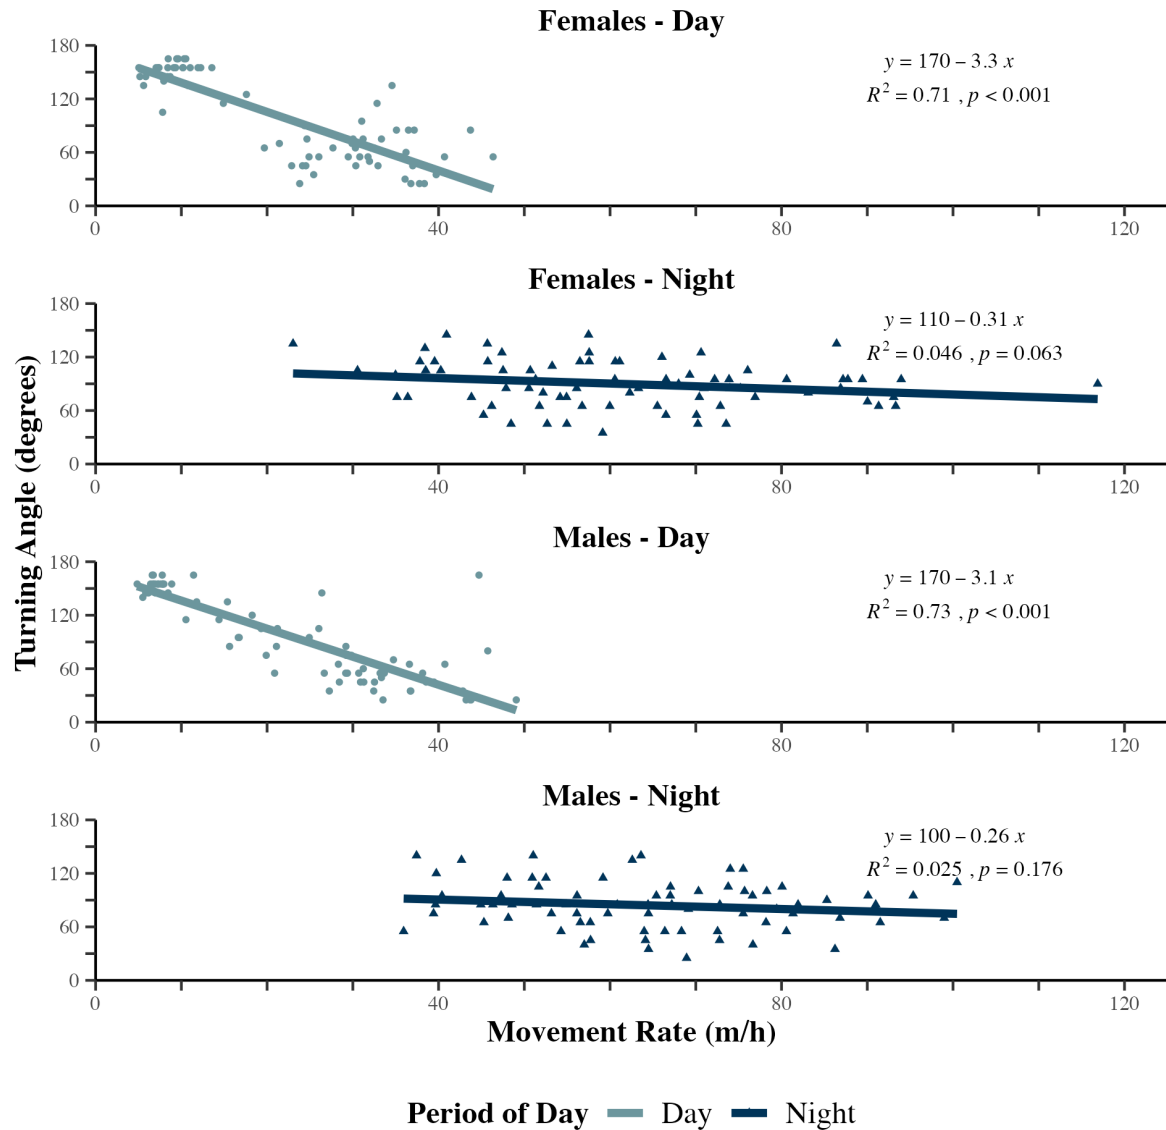 Females - Day
y = 170 – 3.3 x
R² = 0.71 , p < 0.001
180
120
60
0
0 40 80 120
Females - Night
y = 110 – 0.31 x
R² = 0.046 , p = 0.063
180
120
60
0
0 40 80 120
Turning Angle (degrees)
Males - Day
y = 170 – 3.1 x
R² = 0.73 , p < 0.001
180
120
60
0
0 40 80 120
Males - Night
y = 100 – 0.26 x
R² = 0.025 , p = 0.176
180
120
60
0
0 40 80 120
Movement Rate (m/h)
Period of Day Day Night